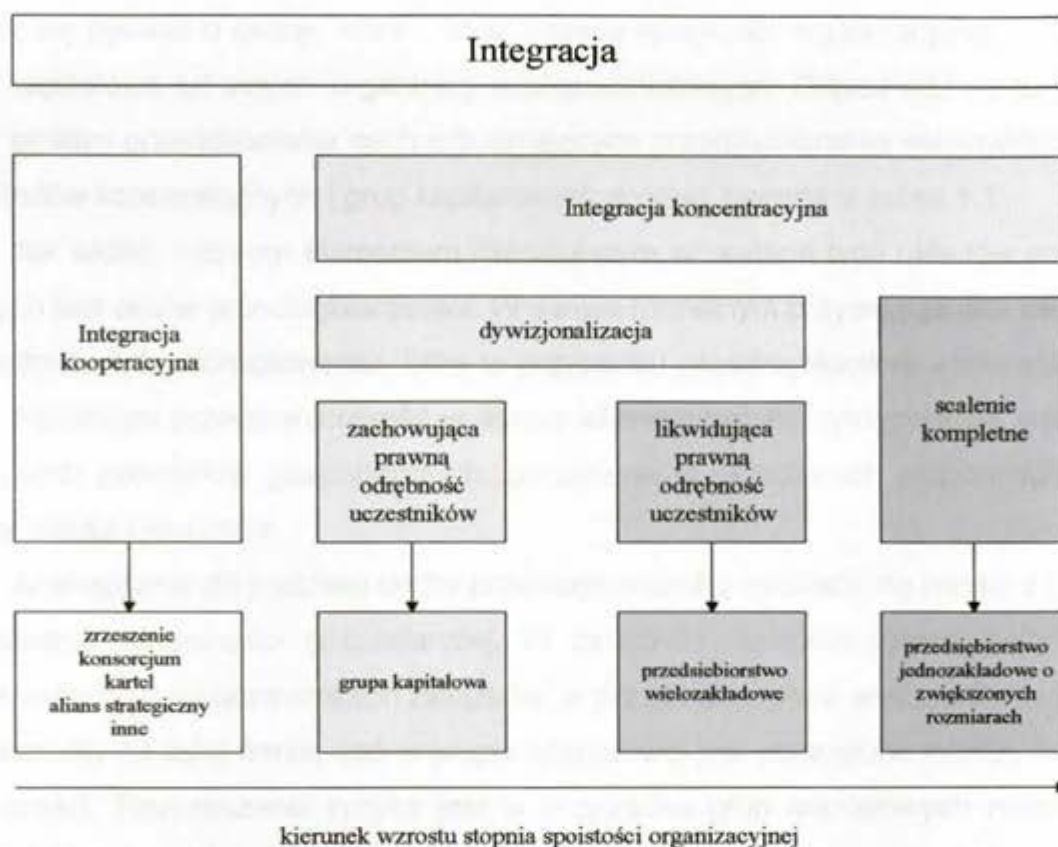 Integracja
Integracja koncentracyjna
Integracja
kooperacyjna
dywizjonalizacja
zachowująca
prawną
odrębność
uczestników
likwidująca
prawną
odrębność
uczestników
scalenie
kompletne
zrzeszenie
konsorcjum
kartel
alians strategiczny
inne
grupa kapitałowa
przedsiębiorstwo
wielozakładowe
przedsiębiorstwo
jednozakładowe o
zwiększonych
rozmiarach
kierunek wzrostu stopnia spoistości organizacyjnej